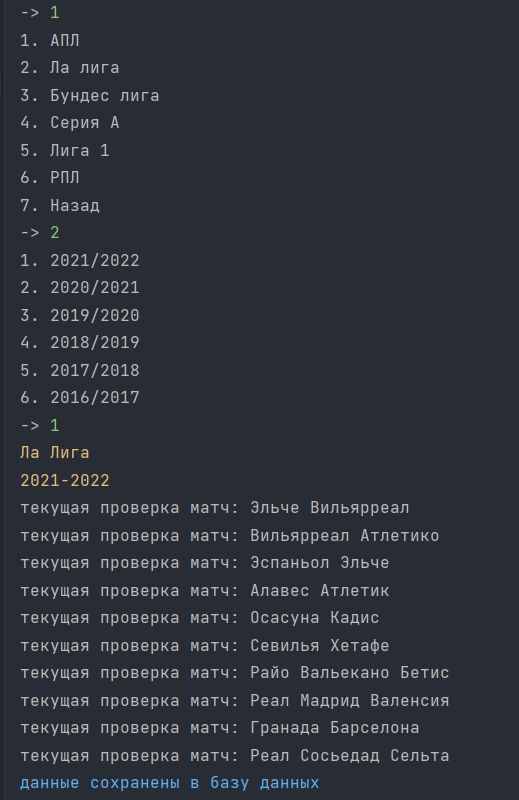 -> 1
1. АПЛ
2. Ла лига
3. Бундес лига
4. Серия А
5. Лига 1
6. РПЛ
7. Назад
-> 2
1. 2021/2022
2. 2020/2021
3. 2019/2020
4. 2018/2019
5. 2017/2018
6. 2016/2017
-> 1
Ла Лига
2021-2022
текущая проверка матч: Эльче Вильярреал
текущая проверка матч: Вильярреал Атлетико
текущая проверка матч: Эспаньол Эльче
текущая проверка матч: Алавес Атлетик
текущая проверка матч: Осасуна Кадис
текущая проверка матч: Севилья Хетафе
текущая проверка матч: Райо Вальекано Бетис
текущая проверка матч: Реал Мадрид Валенсия
текущая проверка матч: Гранада Барселона
текущая проверка матч: Реал Сосьедад Сельта
данные сохранены в базу данных